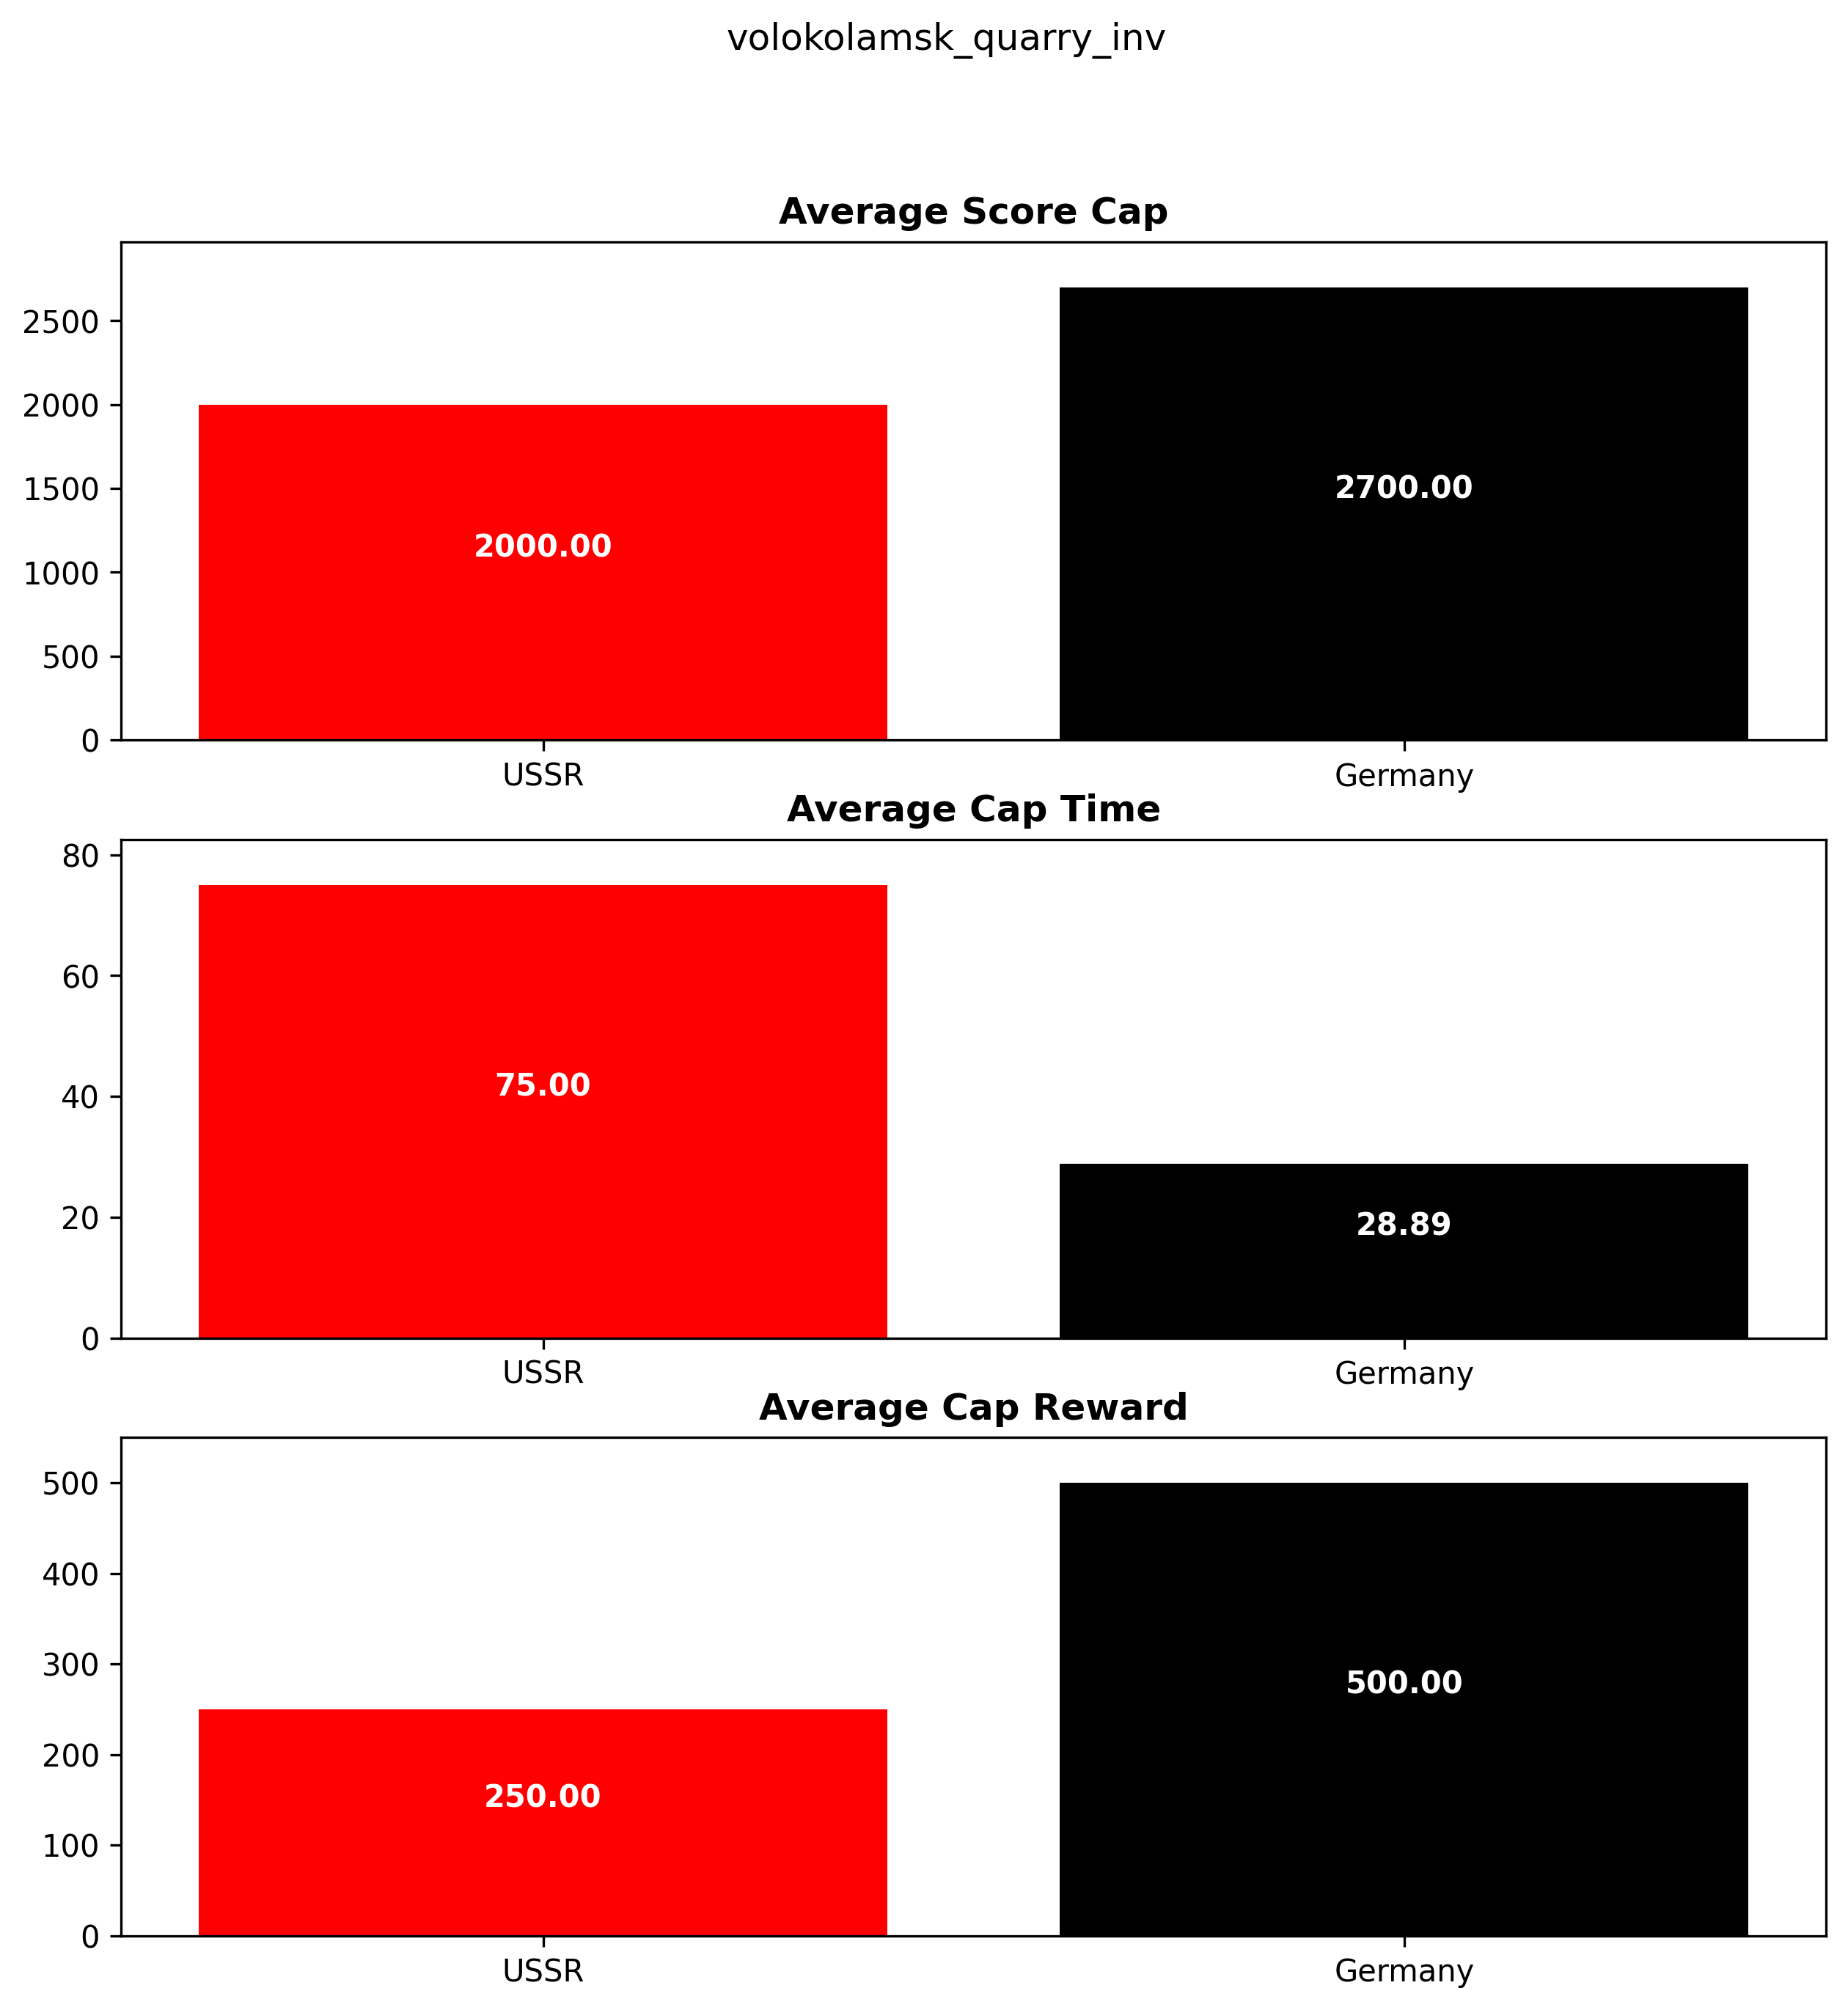 volokolamsk_quarry_inv
Average Score Cap
2500
2000
1500
1000
500
0
2000.00
2700.00
USSR
Germany
Average Cap Time
80
60
40
20
0
75.00
28.89
USSR
Germany
Average Cap Reward
500
400
300
200
100
0
250.00
500.00
USSR
Germany